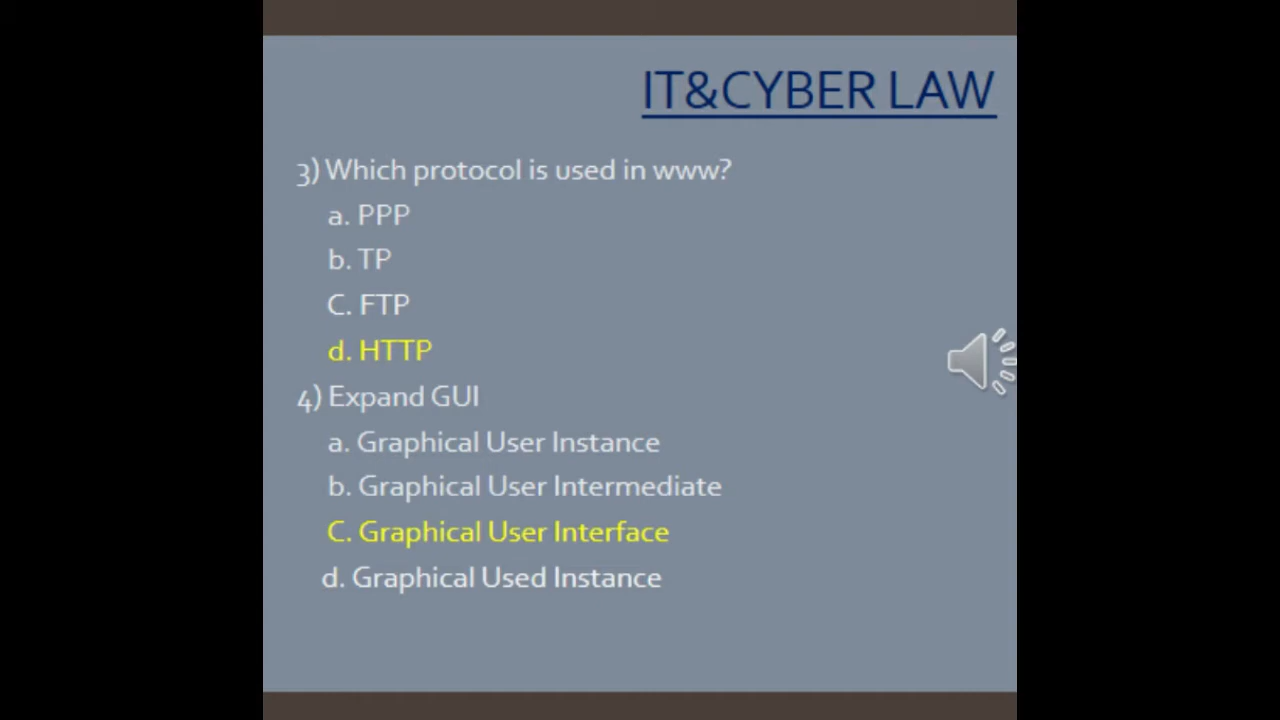 IT&CYBER LAW
3) Which protocol is used in www?
a. PPP
b. TP
C. FTP
d. HTTP
4) Expand GUI
a. Graphical User Instance
b. Graphical User Intermediate
C. Graphical User Interface
d. Graphical Used Instance